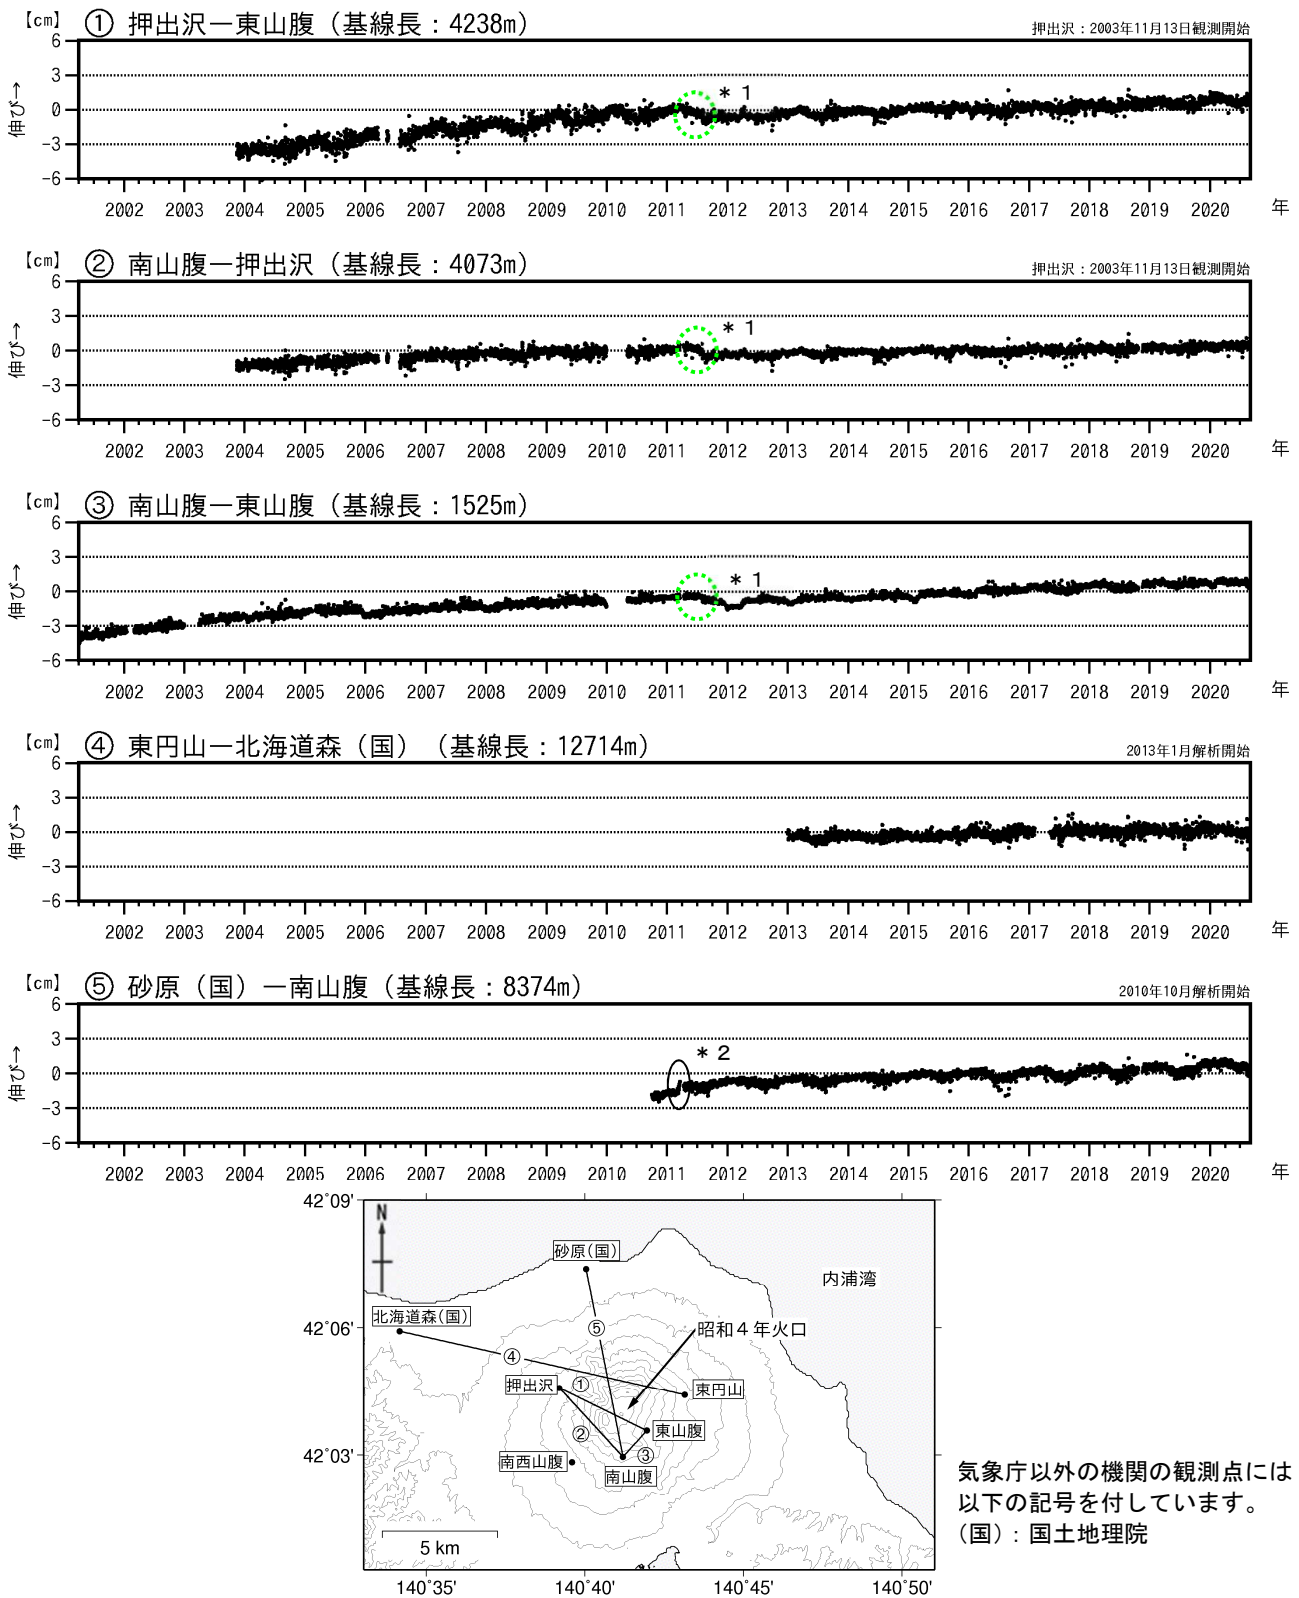 【cm】 ① 押出沢―東山腹（基線長：4238m） 押出沢：2003年11月13日観測開始
6
3
0
-3
-6
伸び→
＊1
2002 2003 2004 2005 2006 2007 2008 2009 2010 2011 2012 2013 2014 2015 2016 2017 2018 2019 2020 年
【cm】 ② 南山腹―押出沢（基線長：4073m） 押出沢：2003年11月13日観測開始
6
3
0
-3
-6
伸び→
＊1
2002 2003 2004 2005 2006 2007 2008 2009 2010 2011 2012 2013 2014 2015 2016 2017 2018 2019 2020 年
【cm】 ③ 南山腹―東山腹（基線長：1525m）
6
3
0
-3
-6
伸び→
＊1
2002 2003 2004 2005 2006 2007 2008 2009 2010 2011 2012 2013 2014 2015 2016 2017 2018 2019 2020 年
【cm】 ④ 東円山―北海道森（国）（基線長：12714m） 2013年1月解析開始
6
3
0
-3
-6
伸び→
2002 2003 2004 2005 2006 2007 2008 2009 2010 2011 2012 2013 2014 2015 2016 2017 2018 2019 2020 年
【cm】 ⑤ 砂原（国）―南山腹（基線長：8374m） 2010年10月解析開始
6
3
0
-3
-6
伸び→
＊2
2002 2003 2004 2005 2006 2007 2008 2009 2010 2011 2012 2013 2014 2015 2016 2017 2018 2019 2020 年
42˚09'
N
砂原(国)
内浦湾
北海道森(国)
42˚06'
⑤
昭和４年火口
④
押出沢
①
東円山
②
東山腹
42˚03'
③
南西山腹
南山腹
5 km
140˚35' 140˚40' 140˚45' 140˚50'
気象庁以外の機関の観測点には
以下の記号を付しています。
（国）：国土地理院